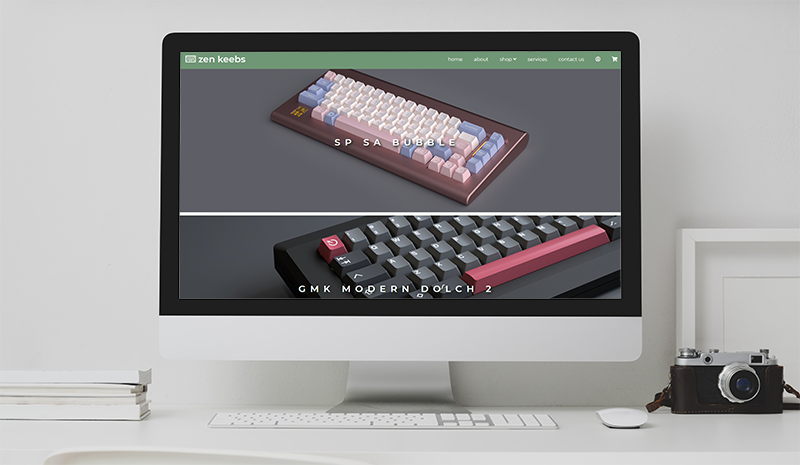 zen keebs
home about shop services contact us
SP SA BUBBLE
GMK MODERN DOLCH 2